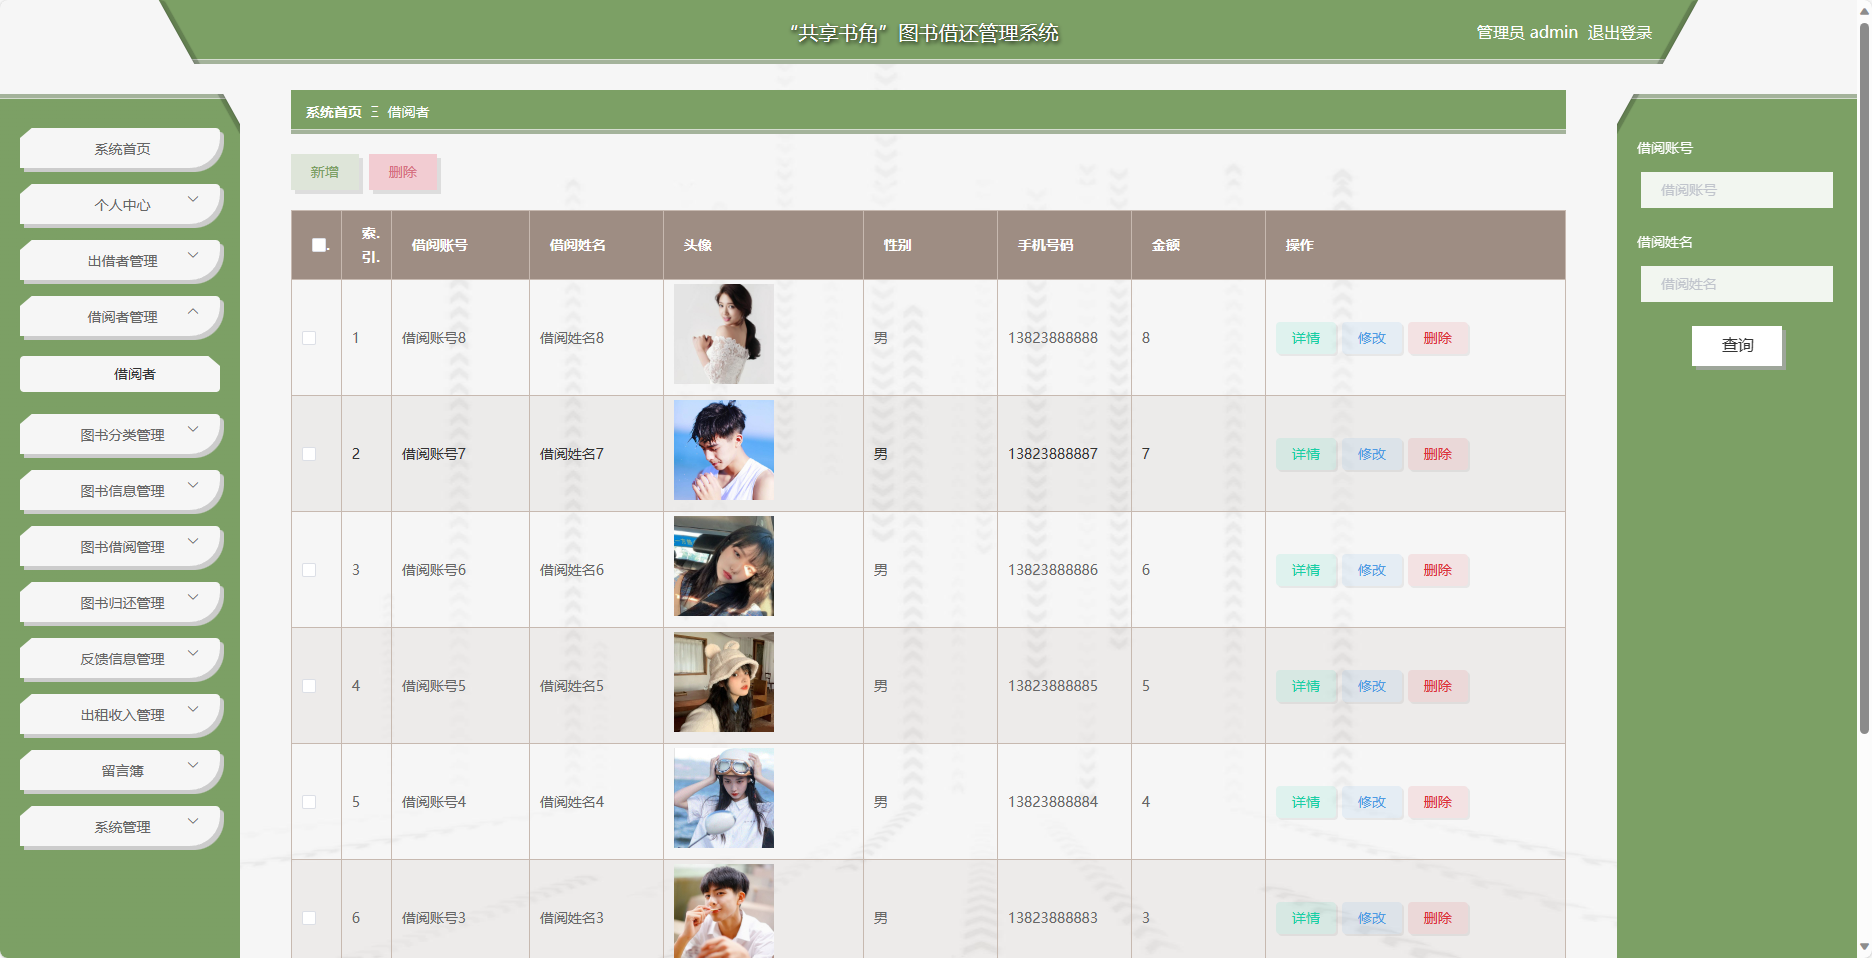 “共享书角”图书借还管理系统
管理员 admin 退出登录
系统首页
个人中心
出借者管理
借阅者管理
借阅者
图书分类管理
图书信息管理
图书借阅管理
图书归还管理
反馈信息管理
出租收入管理
留言簿
系统管理
系统首页 Ξ 借阅者
新增 删除
索. 引. 借阅账号 借阅姓名 头像 性别 手机号码 金额 操作
1 借阅账号8 借阅姓名8 男 13823888888 8 详情 修改 删除
2 借阅账号7 借阅姓名7 男 13823888887 7 详情 修改 删除
3 借阅账号6 借阅姓名6 男 13823888886 6 详情 修改 删除
4 借阅账号5 借阅姓名5 男 13823888885 5 详情 修改 删除
5 借阅账号4 借阅姓名4 男 13823888884 4 详情 修改 删除
6 借阅账号3 借阅姓名3 男 13823888883 3 详情 修改 删除
借阅账号
借阅账号
借阅姓名
借阅姓名
查询